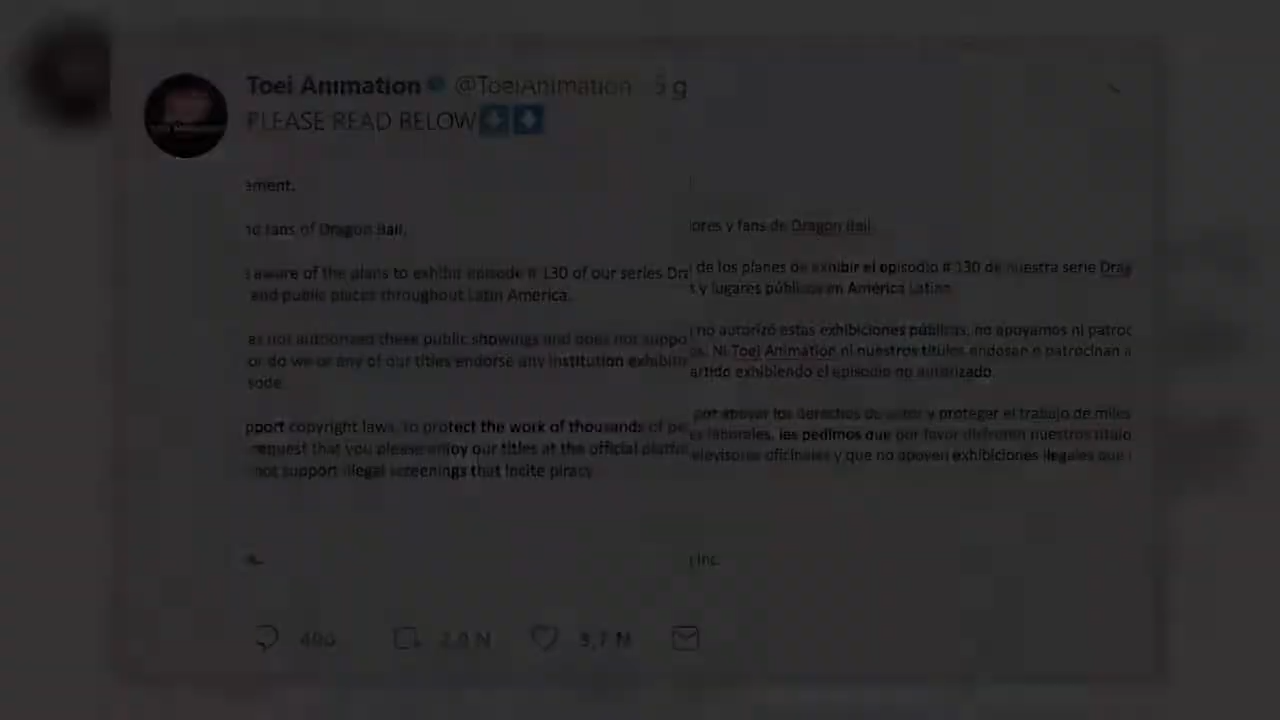 Toei Animation @ToeiAnimation · 5 g
PLEASE READ BELOW
ement.
nd fans of Dragon Ball,
s aware of the plans to exhibit episode # 130 of our series Dra
and public places throughout Latin America.
as not authorized these public showings and does not suppo
or do we or any of our titles endorse any institution exhibitin
sode.
pport copyright laws, to protect the work of thousands of pe
request that you please enjoy our titles at the official platfo
not support illegal screenings that incite piracy
ores y fans de Dragon Ball,
de los planes de exhibir el episodio # 130 de nuestra serie Drag
t y lugares públicos en América Latina.
no autorizó estas exhibiciones públicas, no apoyamos ni patroc
os. Ni Toei Animation ni nuestros títulos endosan o patrocinan a
artido exhibiendo el episodio no autorizado.
por apoyar los derechos de autor y proteger el trabajo de miles
es laborales, les pedimos que por favor disfruten nuestros título
elevisoras oficinales y que no apoyen exhibiciones ilegales que
Inc.